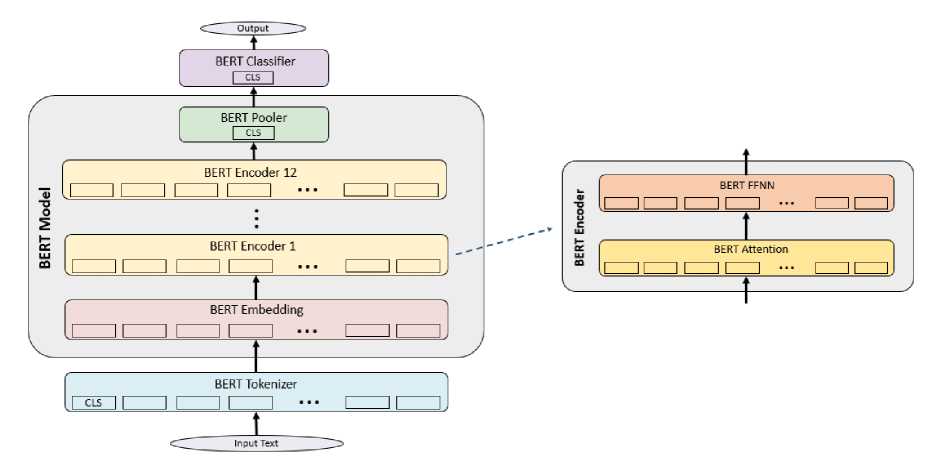 Output
BERT Classifier
CLS
BERT Pooler
CLS
BERT Encoder 12
...
BERT Encoder 1
...
BERT Embedding
...
BERT Model
BERT Tokenizer
CLS
...
Input Text
BERT FFNN
...
BERT Attention
...
BERT Encoder